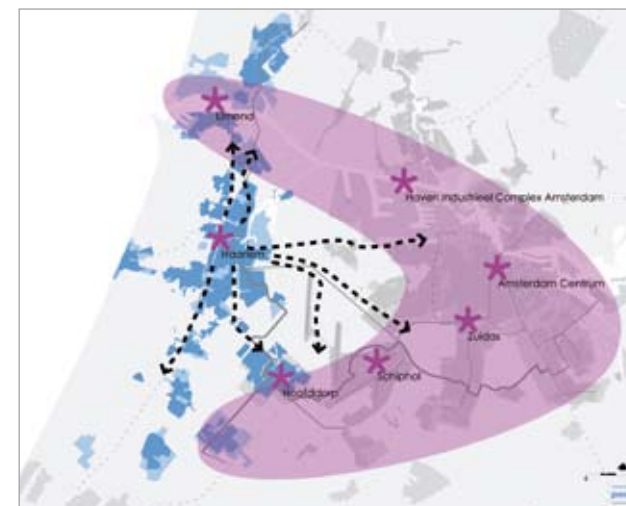 IJmond
Haven Industrieel Complex Amsterdam
Haarlem
Amsterdam Centrum
Zuidas
Schiphol
Hoofddorp